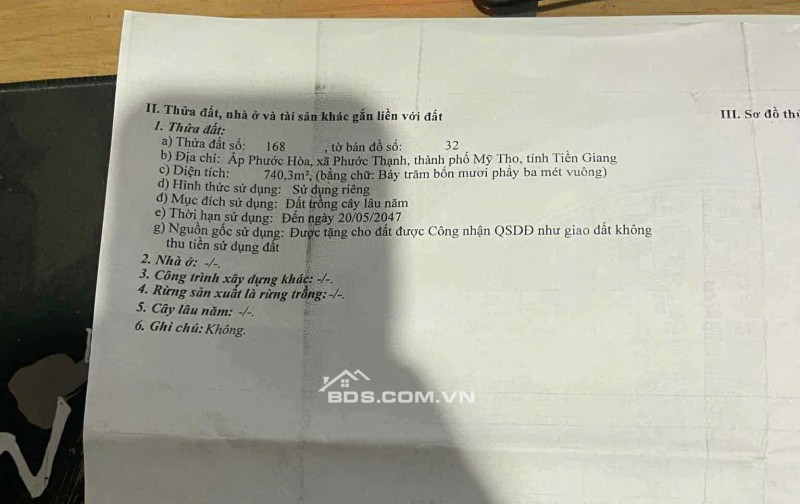 II. Thửa đất, nhà ở và tài sản khác gắn liền với đất
III. Sơ đồ
1. Thửa đất:
a) Thửa đất số: 168 , tờ bản đồ số: 32
b) Địa chỉ: Ấp Phước Hòa, xã Phước Thạnh, thành phố Mỹ Tho, tỉnh Tiền Giang
c) Diện tích: 740,3m², (bằng chữ: Bảy trăm bốn mươi phẩy ba mét vuông)
d) Hình thức sử dụng: Sử dụng riêng
đ) Mục đích sử dụng: Đất trồng cây lâu năm
e) Thời hạn sử dụng: Đến ngày 20/05/2047
g) Nguồn gốc sử dụng: Được tặng cho đất được Công nhận QSDĐ như giao đất không
thu tiền sử dụng đất
2. Nhà ở: -/-.
3. Công trình xây dựng khác: -/-.
4. Rừng sản xuất là rừng trồng: -/-.
5. Cây lâu năm: -/-.
6. Ghi chú: Không.
BDS.COM.VN